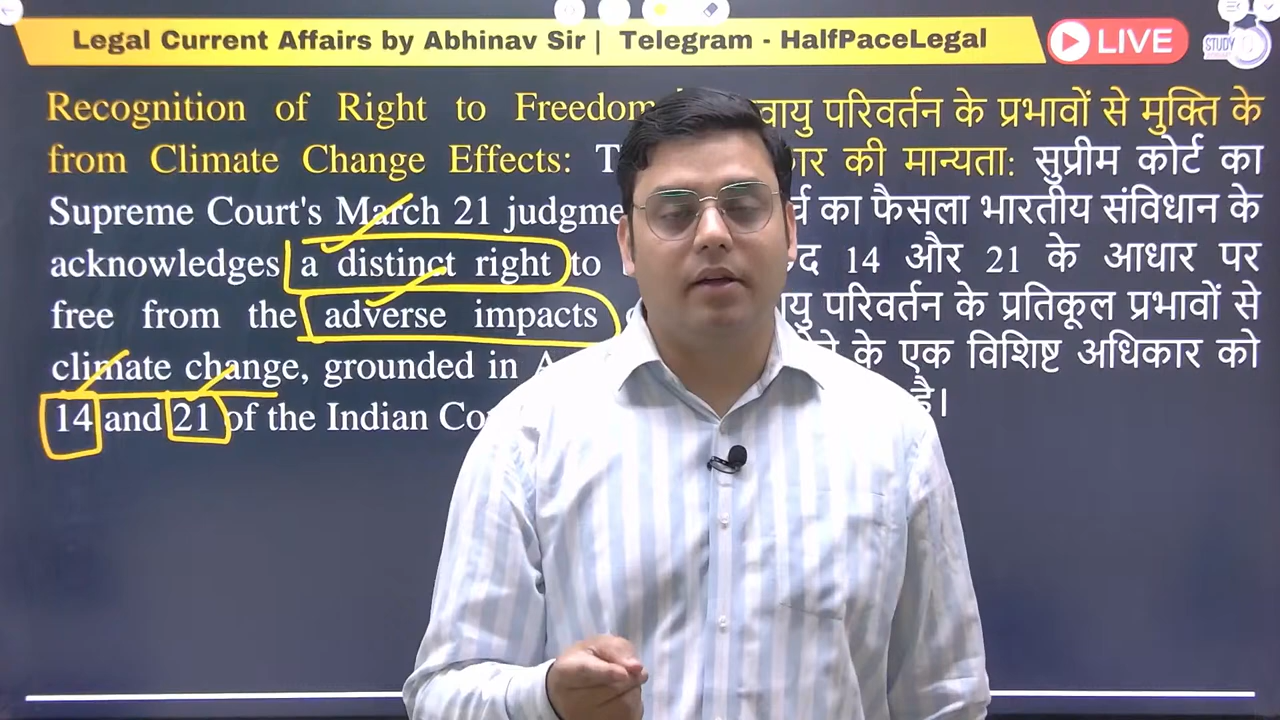 Legal Current Affairs by Abhinav Sir | Telegram - HalfPaceLegal
LIVE
STUDY
Recognition of Right to Freedom
from Climate Change Effects:
Supreme Court's March 21
acknowledges a distinct right to
free from the adverse impacts
climate change, grounded in
14 and 21 of the Indian
परिवर्तन के प्रभावों से मुक्ति के
की मान्यता: सुप्रीम कोर्ट का
का फैसला भारतीय संविधान के
14 और 21 के आधार पर
परिवर्तन के प्रतिकूल प्रभावों से
के एक विशिष्ट अधिकार को
है।